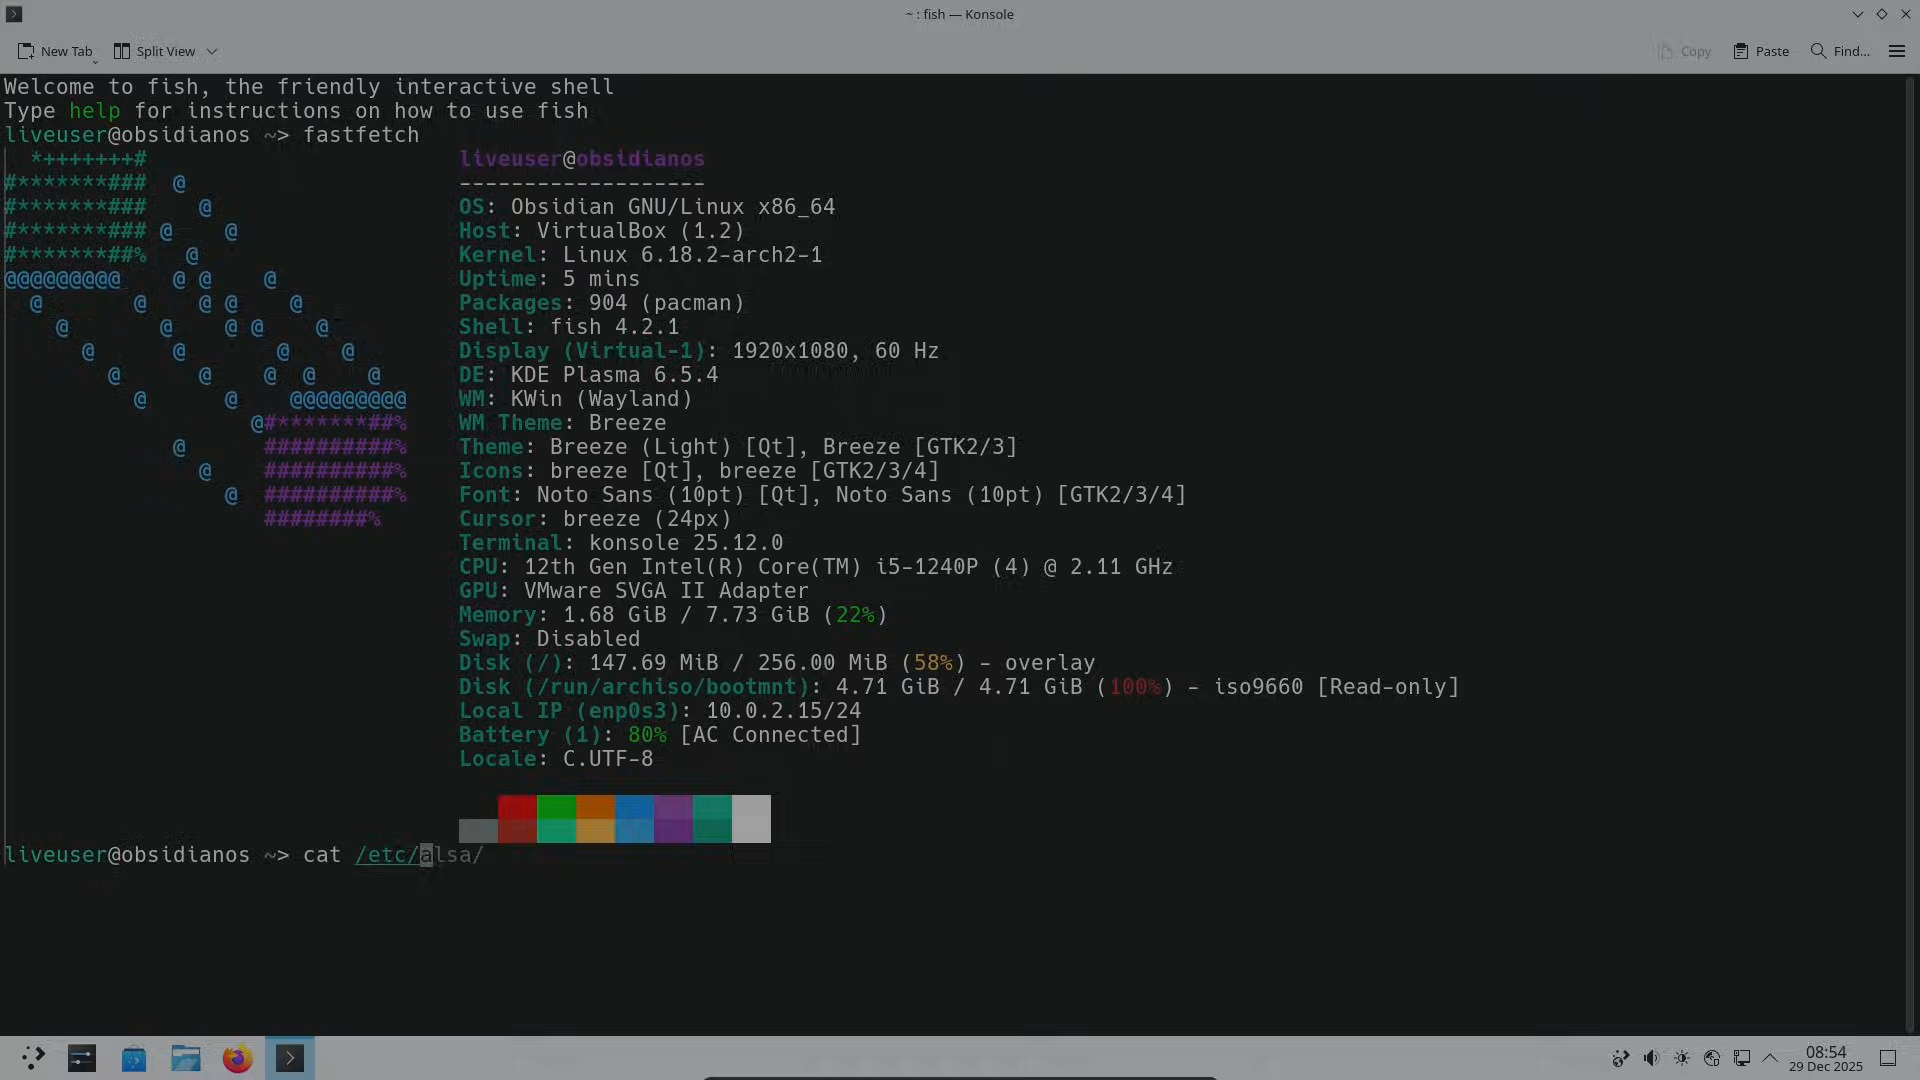 ~ : fish — Konsole
New Tab
Split View
Copy
Paste
Find...
Welcome to fish, the friendly interactive shell
Type help for instructions on how to use fish
liveuser@obsidianos ~> fastfetch
  *+++++++#
#*******###  @
#*******###    @
#*******### @    @
#*******##%   @
@@@@@@@@@    @ @    @
  @       @    @ @    @
    @       @    @ @    @
      @      @       @    @
        @      @    @  @    @
          @      @    @@@@@@@@@
                   @#*******##%
             @      ##########%
               @    ##########%
                 @  ##########%
                    ########%
liveuser@obsidianos
-------------------
OS: Obsidian GNU/Linux x86_64
Host: VirtualBox (1.2)
Kernel: Linux 6.18.2-arch2-1
Uptime: 5 mins
Packages: 904 (pacman)
Shell: fish 4.2.1
Display (Virtual-1): 1920x1080, 60 Hz
DE: KDE Plasma 6.5.4
WM: KWin (Wayland)
WM Theme: Breeze
Theme: Breeze (Light) [Qt], Breeze [GTK2/3]
Icons: breeze [Qt], breeze [GTK2/3/4]
Font: Noto Sans (10pt) [Qt], Noto Sans (10pt) [GTK2/3/4]
Cursor: breeze (24px)
Terminal: konsole 25.12.0
CPU: 12th Gen Intel(R) Core(TM) i5-1240P (4) @ 2.11 GHz
GPU: VMware SVGA II Adapter
Memory: 1.68 GiB / 7.73 GiB (22%)
Swap: Disabled
Disk (/): 147.69 MiB / 256.00 MiB (58%) - overlay
Disk (/run/archiso/bootmnt): 4.71 GiB / 4.71 GiB (100%) - iso9660 [Read-only]
Local IP (enp0s3): 10.0.2.15/24
Battery (1): 80% [AC Connected]
Locale: C.UTF-8
liveuser@obsidianos ~> cat /etc/alsa/
08:54
29 Dec 2025